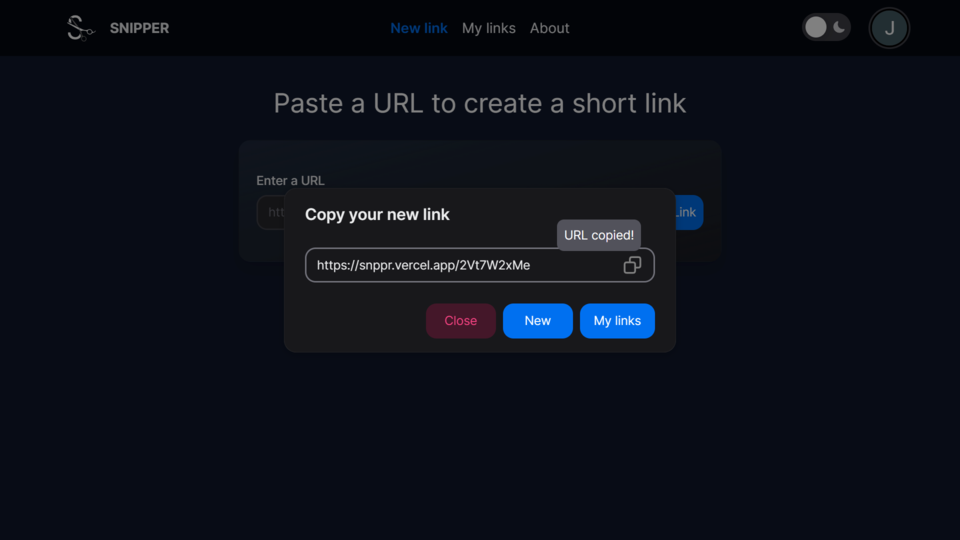 SNIPPER
New link
My links
About
J
Paste a URL to create a short link
Enter a URL
htt
Link
Copy your new link
URL copied!
https://snppr.vercel.app/2Vt7W2xMe
Close
New
My links